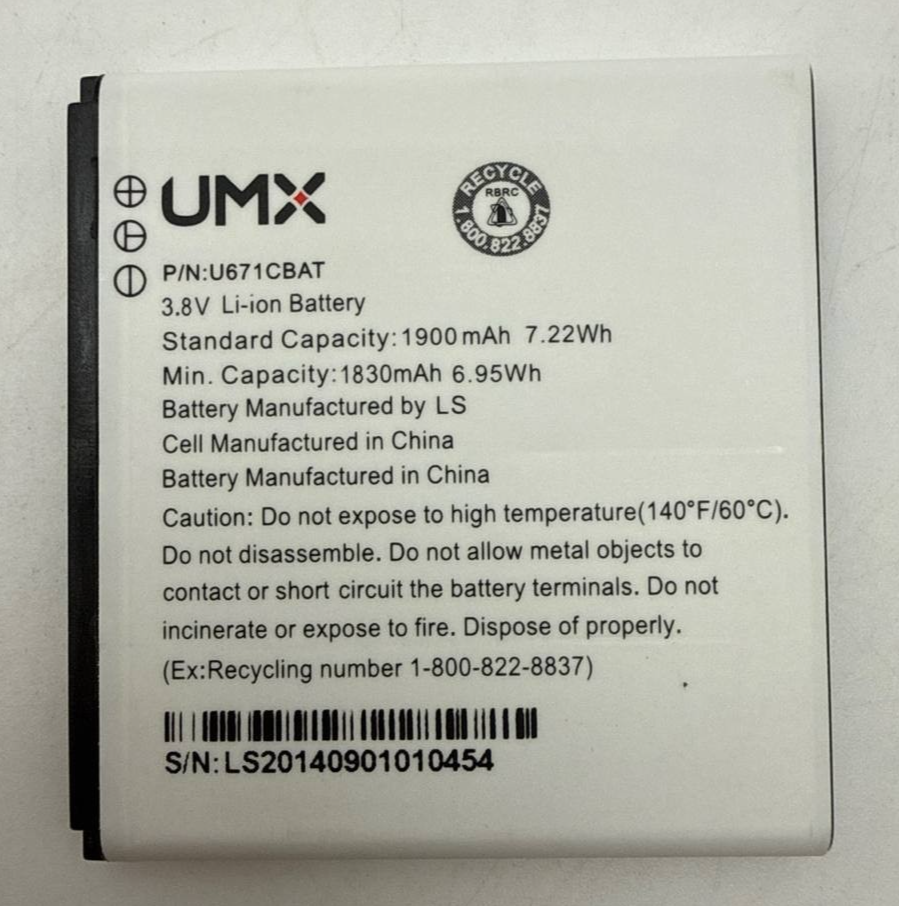 UMX
RECYCLE
RBRC
1.800.822.8837
P/N:U671CBAT
3.8V Li-ion Battery
Standard Capacity:1900mAh 7.22Wh
Min. Capacity:1830mAh 6.95Wh
Battery Manufactured by LS
Cell Manufactured in China
Battery Manufactured in China
Caution: Do not expose to high temperature(140°F/60°C).
Do not disassemble. Do not allow metal objects to
contact or short circuit the battery terminals. Do not
incinerate or expose to fire. Dispose of properly.
(Ex:Recycling number 1-800-822-8837)
S/N:LS20140901010454